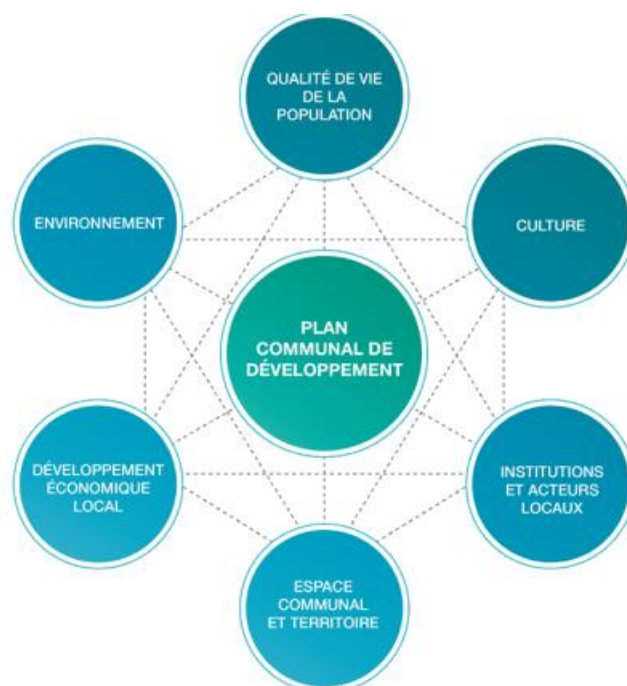 QUALITÉ DE VIE
DE LA
POPULATION
ENVIRONNEMENT
CULTURE
PLAN
COMMUNAL DE
DÉVELOPPEMENT
DÉVELOPPEMENT
ÉCONOMIQUE
LOCAL
INSTITUTIONS
ET ACTEURS
LOCAUX
ESPACE
COMMUNAL
ET TERRITOIRE